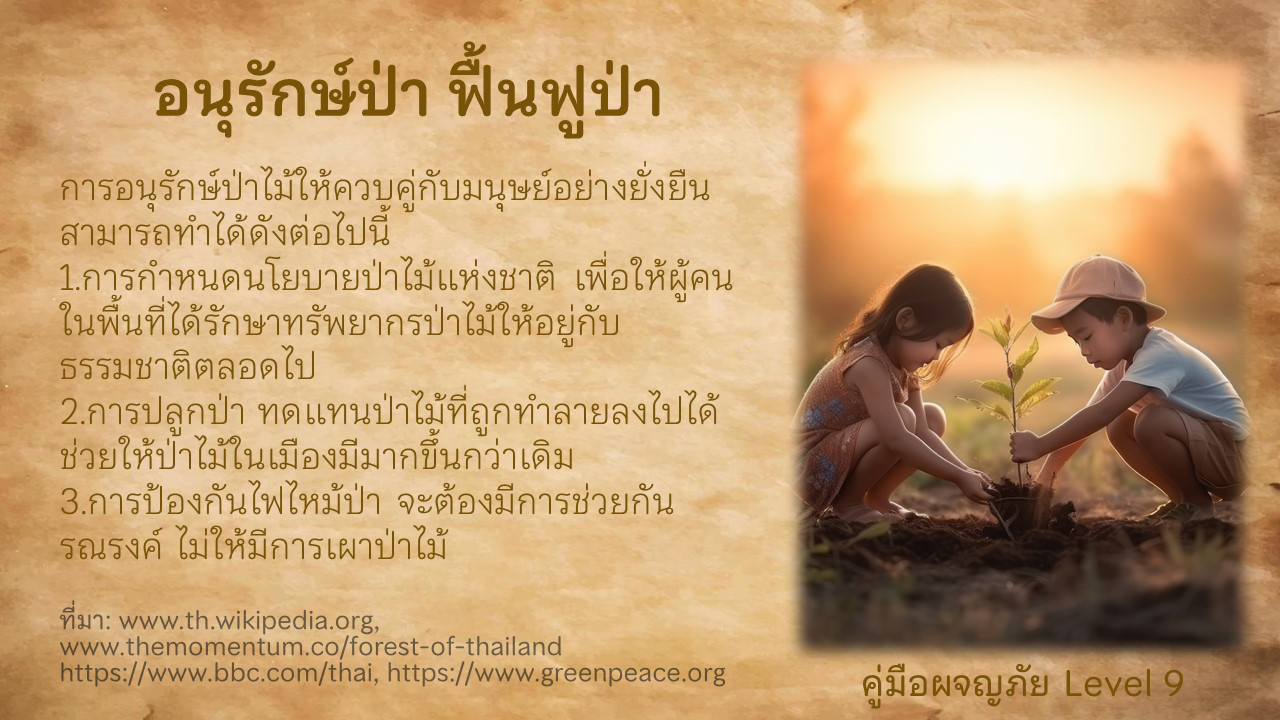 อนุรักษ์ป่า ฟื้นฟูป่า
การอนุรักษ์ป่าไม้ให้ควบคู่กับมนุษย์อย่างยั่งยืน
สามารถทำได้ดังต่อไปนี้
1.การกำหนดนโยบายป่าไม้แห่งชาติ เพื่อให้ผู้คน
ในพื้นที่ได้รักษาทรัพยากรป่าไม้ให้อยู่กับ
ธรรมชาติตลอดไป
2.การปลูกป่า ทดแทนป่าไม้ที่ถูกทำลายลงไปได้
ช่วยให้ป่าไม้ในเมืองมีมากขึ้นกว่าเดิม
3.การป้องกันไฟไหม้ป่า จะต้องมีการช่วยกัน
รณรงค์ ไม่ให้มีการเผาป่าไม้
ที่มา: www.th.wikipedia.org,
www.themomentum.co/forest-of-thailand
https://www.bbc.com/thai, https://www.greenpeace.org
คู่มือผจญภัย Level 9